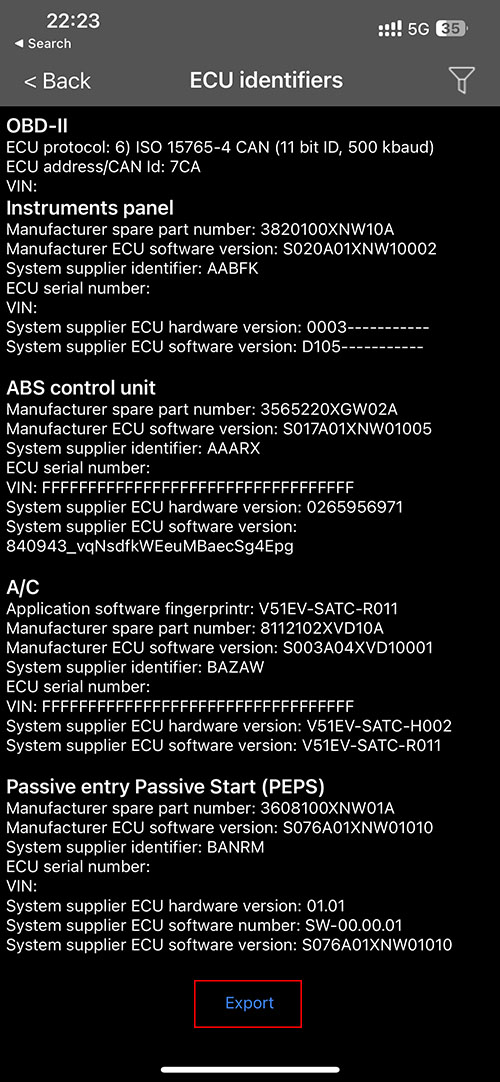 22:23
◀ Search
5G
35
< Back
ECU identifiers
OBD-II
ECU protocol: 6) ISO 15765-4 CAN (11 bit ID, 500 kbaud)
ECU address/CAN Id: 7CA
VIN:
Instruments panel
Manufacturer spare part number: 3820100XNW10A
Manufacturer ECU software version: S020A01XNW10002
System supplier identifier: AABFK
ECU serial number:
VIN:
System supplier ECU hardware version: 0003-----------
System supplier ECU software version: D105-----------
ABS control unit
Manufacturer spare part number: 3565220XGW02A
Manufacturer ECU software version: S017A01XNW01005
System supplier identifier: AAARX
ECU serial number:
VIN: FFFFFFFFFFFFFFFFFFFFFFFFFFFFFFFFFF
System supplier ECU hardware version: 0265956971
System supplier ECU software version:
840943_vqNsdfkWEeuMBaecSg4Epg
A/C
Application software fingerprintr: V51EV-SATC-R011
Manufacturer spare part number: 8112102XVD10A
Manufacturer ECU software version: S003A04XVD10001
System supplier identifier: BAZAW
ECU serial number:
VIN: FFFFFFFFFFFFFFFFFFFFFFFFFFFFFFFFFF
System supplier ECU hardware version: V51EV-SATC-H002
System supplier ECU software version: V51EV-SATC-R011
Passive entry Passive Start (PEPS)
Manufacturer spare part number: 3608100XNW01A
Manufacturer ECU software version: S076A01XNW01010
System supplier identifier: BANRM
ECU serial number:
VIN:
System supplier ECU hardware version: 01.01
System supplier ECU software number: SW-00.00.01
System supplier ECU software version: S076A01XNW01010
Export